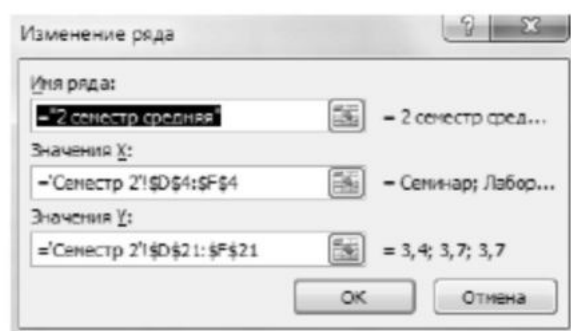 Изменение ряда
Имя ряда:
="2 семестр средняя" = 2 семестр сред...
Значения X:
='Семестр 2'!$D$4:$F$4 = Семинар; Лабор...
Значения Y:
='Семестр 2'!$D$21:$F$21 = 3,4; 3,7; 3,7
ОК Отмена